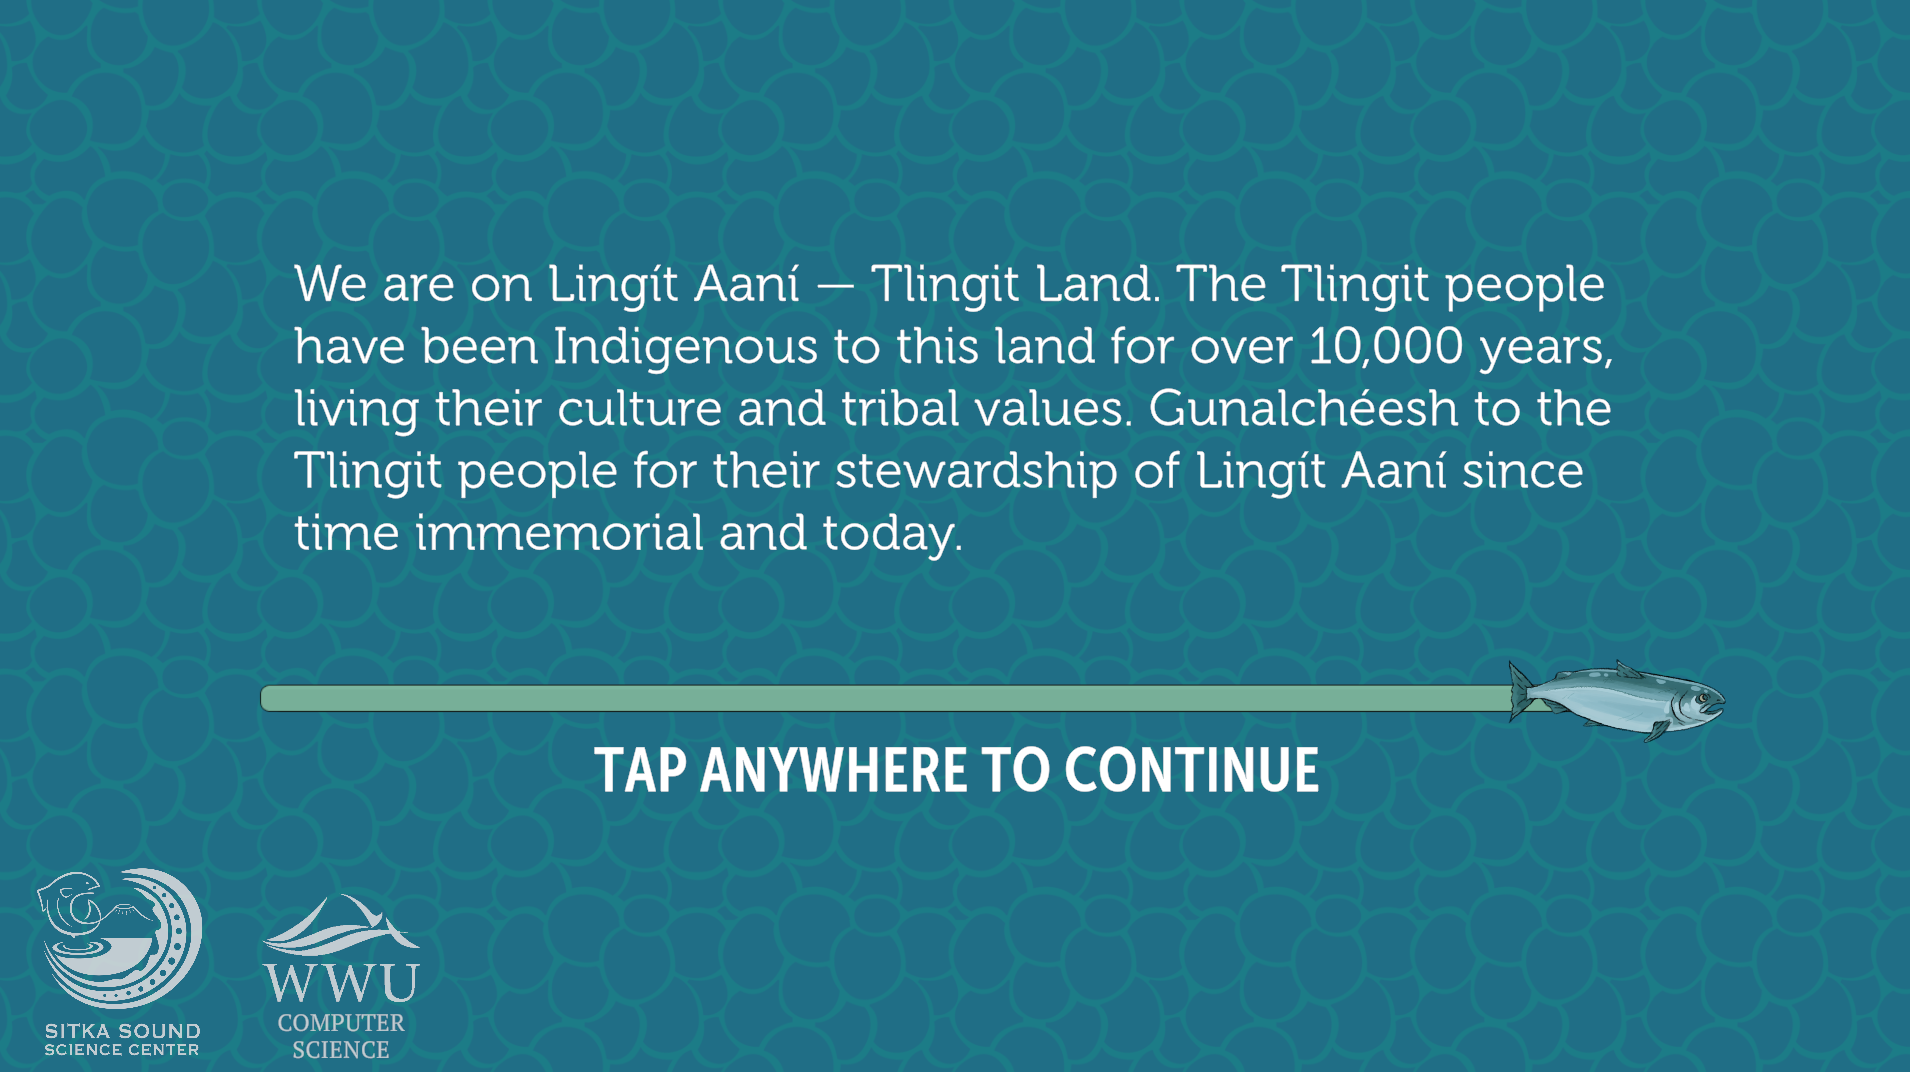 We are on Lingít Aaní — Tlingit Land. The Tlingit people
have been Indigenous to this land for over 10,000 years,
living their culture and tribal values. Gunalchéesh to the
Tlingit people for their stewardship of Lingít Aaní since
time immemorial and today.
TAP ANYWHERE TO CONTINUE
SITKA SOUND
SCIENCE CENTER
WWU
COMPUTER
SCIENCE